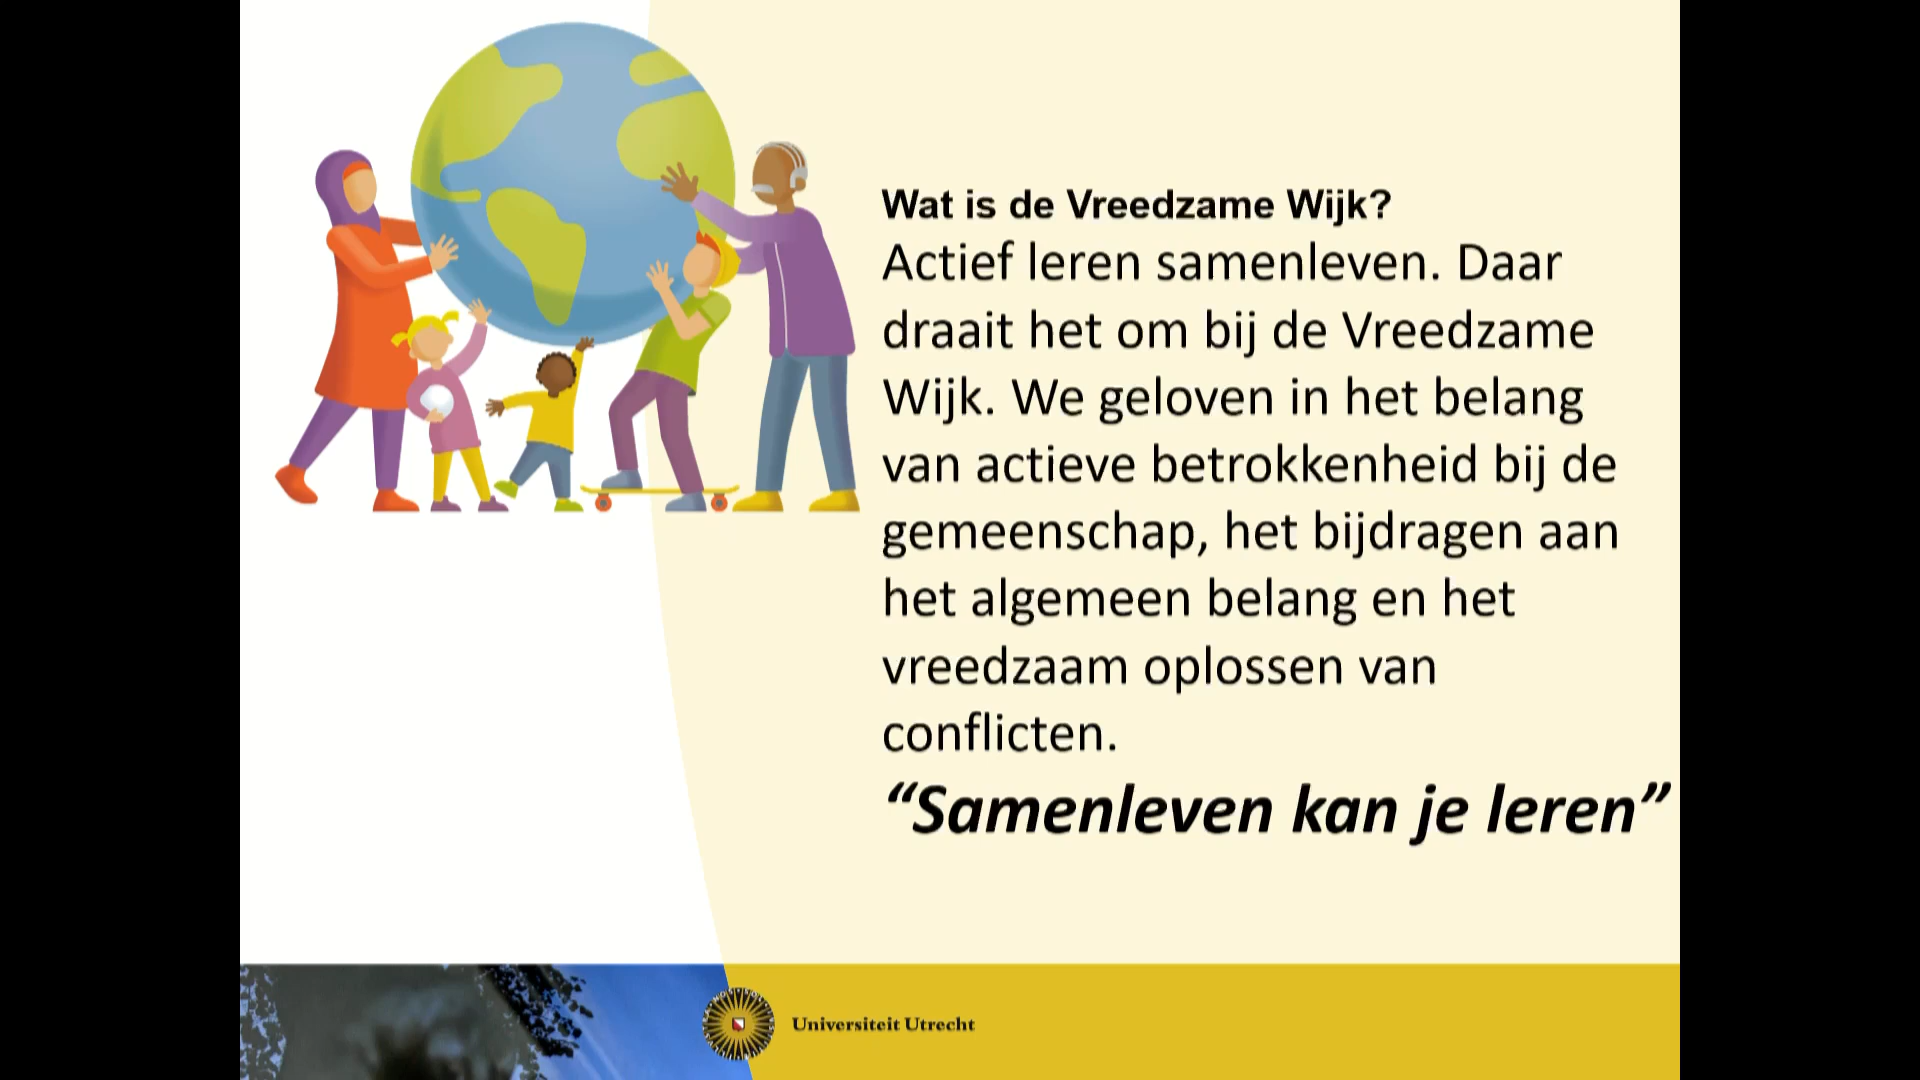 Wat is de Vreedzame Wijk?
Actief leren samenleven. Daar
draait het om bij de Vreedzame
Wijk. We geloven in het belang
van actieve betrokkenheid bij de
gemeenschap, het bijdragen aan
het algemeen belang en het
vreedzaam oplossen van
conflicten.
“Samenleven kan je leren”
Universiteit Utrecht